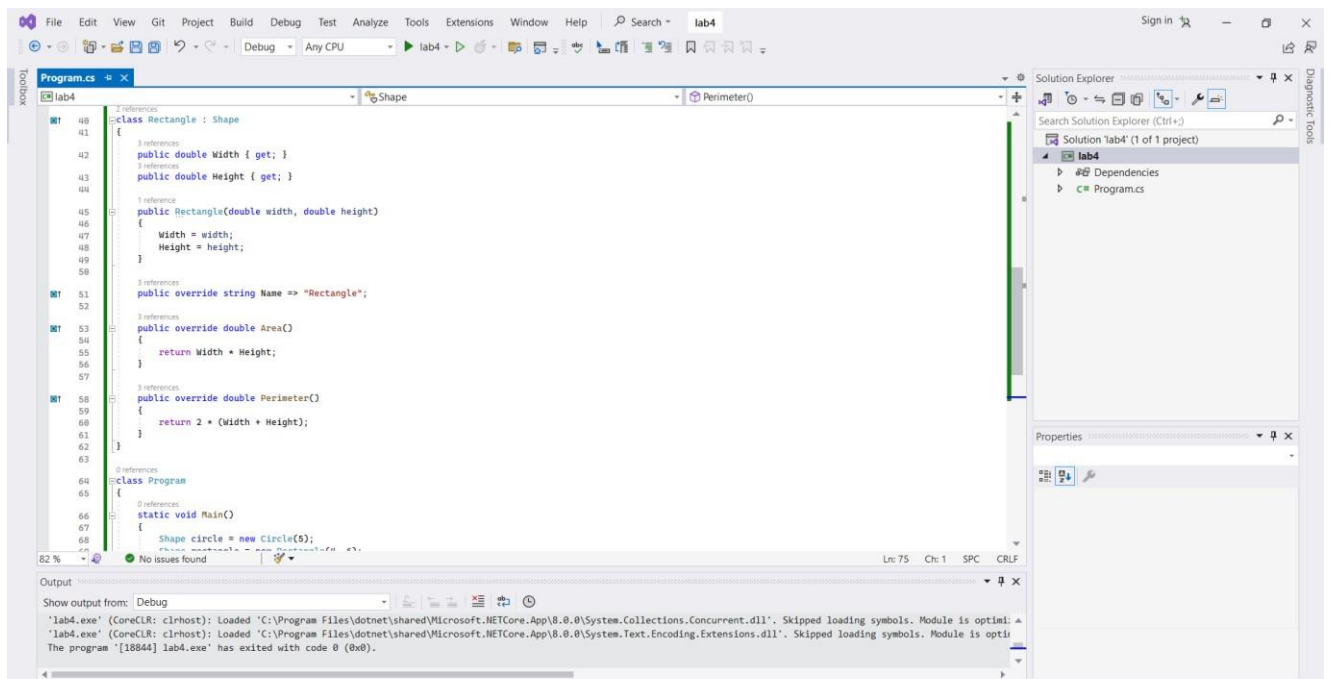 File Edit View Git Project Build Debug Test Analyze Tools Extensions Window Help Search lab4 Sign in
Debug Any CPU lab4
Toolbox
Program.cs
lab4 Shape Perimeter()
2 references
40 class Rectangle : Shape
41 {
3 references
42 public double Width { get; }
3 references
43 public double Height { get; }
44
1 reference
45 public Rectangle(double width, double height)
46 {
47 Width = width;
48 Height = height;
49 }
50
3 references
51 public override string Name => "Rectangle";
52
3 references
53 public override double Area()
54 {
55 return Width * Height;
56 }
57
3 references
58 public override double Perimeter()
59 {
60 return 2 * (Width + Height);
61 }
62 }
63
0 references
64 class Program
65 {
0 references
66 static void Main()
67 {
68 Shape circle = new Circle(5);
82 % No issues found Ln: 75 Ch: 1 SPC CRLF
Output
Show output from: Debug
'lab4.exe' (CoreCLR: clrhost): Loaded 'C:\Program Files\dotnet\shared\Microsoft.NETCore.App\8.0.0\System.Collections.Concurrent.dll'. Skipped loading symbols. Module is optimi
'lab4.exe' (CoreCLR: clrhost): Loaded 'C:\Program Files\dotnet\shared\Microsoft.NETCore.App\8.0.0\System.Text.Encoding.Extensions.dll'. Skipped loading symbols. Module is opti
The program '[18844] lab4.exe' has exited with code 0 (0x0).
Solution Explorer
Search Solution Explorer (Ctrl+;)
Solution 'lab4' (1 of 1 project)
lab4
Dependencies
C# Program.cs
Properties
Diagnostic Tools